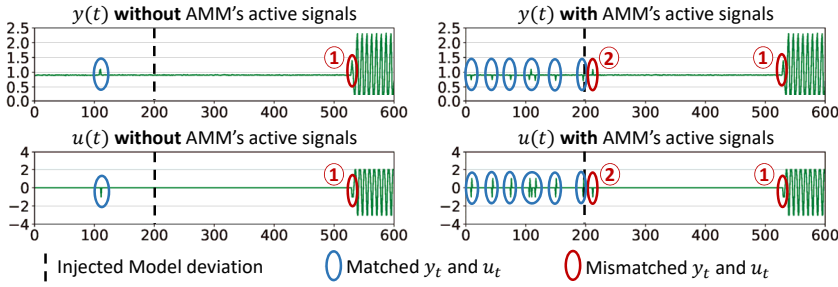 y(t) without AMM's active signals
2.5
2.0
1.5
1.0
0.5
0.0
①
0 100 200 300 400 500 600
y(t) with AMM's active signals
2.5
2.0
1.5
1.0
0.5
0.0
② ①
0 100 200 300 400 500 600
u(t) without AMM's active signals
4
2
0
−2
−4
①
0 100 200 300 400 500 600
u(t) with AMM's active signals
4
2
0
−2
−4
② ①
0 100 200 300 400 500 600
Injected Model deviation Matched yₜ and uₜ Mismatched yₜ and uₜ